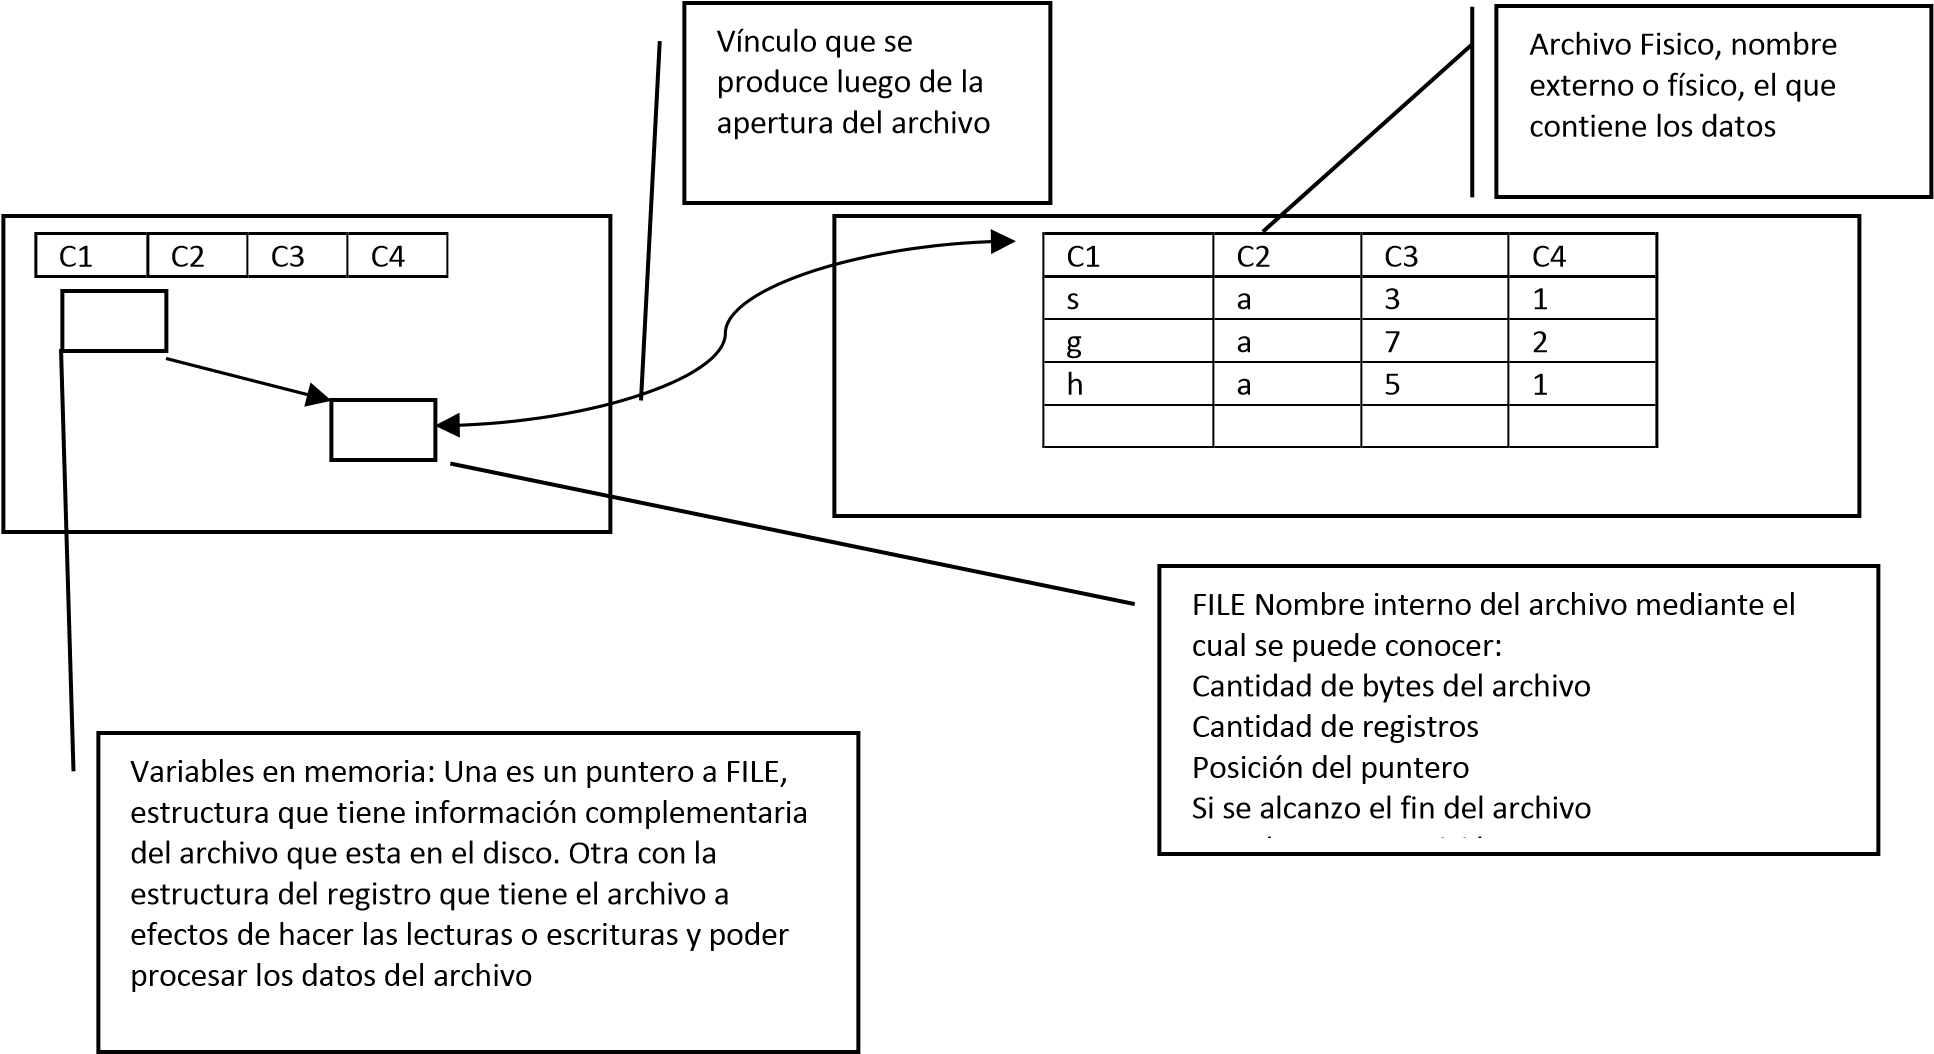 Vínculo que se
produce luego de la
apertura del archivo
Archivo Fisico, nombre
externo o físico, el que
contiene los datos
C1 C2 C3 C4
C1 C2 C3 C4
s a 3 1
g a 7 2
h a 5 1
FILE Nombre interno del archivo mediante el
cual se puede conocer:
Cantidad de bytes del archivo
Cantidad de registros
Posición del puntero
Si se alcanzo el fin del archivo
Variables en memoria: Una es un puntero a FILE,
estructura que tiene información complementaria
del archivo que esta en el disco. Otra con la
estructura del registro que tiene el archivo a
efectos de hacer las lecturas o escrituras y poder
procesar los datos del archivo